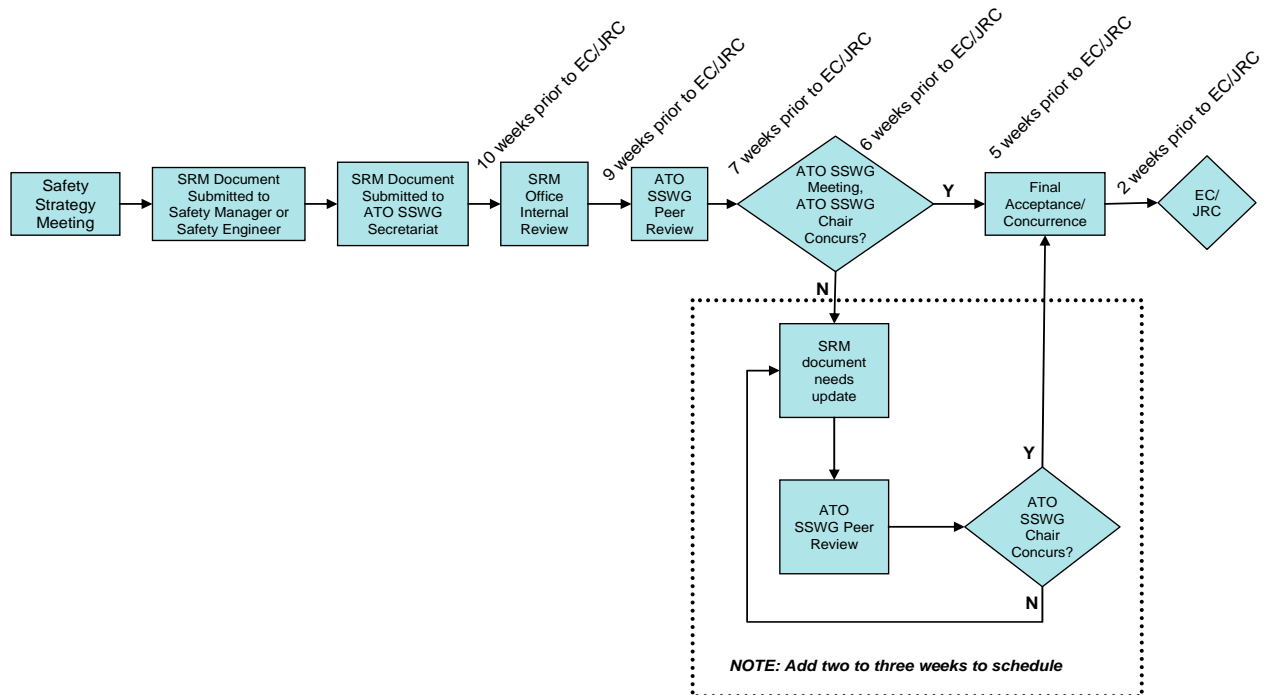 10 weeks prior to EC/JRC
9 weeks prior to EC/JRC
7 weeks prior to EC/JRC
6 weeks prior to EC/JRC
5 weeks prior to EC/JRC
2 weeks prior to EC/JRC
Safety
Strategy
Meeting
SRM Document
Submitted to
Safety Manager or
Safety Engineer
SRM Document
Submitted to
ATO SSWG
Secretariat
SRM
Office
Internal
Review
ATO
SSWG
Peer
Review
ATO SSWG
Meeting,
ATO SSWG
Chair
Concurs?
Y
Final
Acceptance/
Concurrence
EC/
JRC
N
SRM
document
needs
update
ATO
SSWG Peer
Review
ATO
SSWG
Chair
Concurs?
Y
N
NOTE: Add two to three weeks to schedule